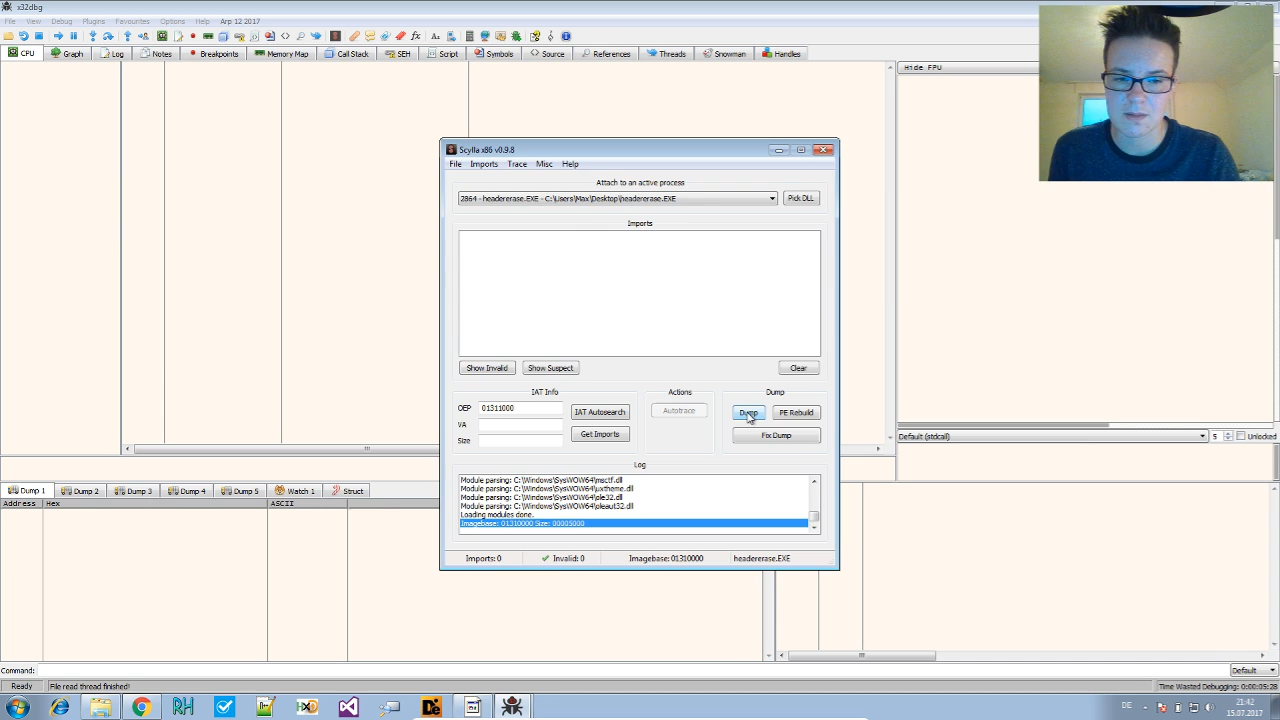 x32dbg
File View Debug Plugins Favourites Options Help Apr 12 2017
CPU Graph Log Notes Breakpoints Memory Map Call Stack SEH Script Symbols Source References Threads Snowman Handles
Hide FPU
Scylla x86 v0.9.8
File Imports Trace Misc Help
Attach to an active process
2864 - headererase.EXE - C:\Users\Max\Desktop\headererase.EXE
Pick DLL
Imports
Show Invalid Show Suspect Clear
IAT Info Actions Dump
OEP 01311000 IAT Autosearch Autotrace Dump PE Rebuild
VA
Size Get Imports Fix Dump
Log
Module parsing: C:\Windows\SysWOW64\msctf.dll
Module parsing: C:\Windows\SysWOW64\uxtheme.dll
Module parsing: C:\Windows\SysWOW64\ole32.dll
Module parsing: C:\Windows\SysWOW64\oleaut32.dll
Loading modules done.
Imagebase: 01310000 Size: 00005000
Imports: 0 Invalid: 0 Imagebase: 01310000 headererase.EXE
Default (stdcall) 5 Unlocked
Dump 1 Dump 2 Dump 3 Dump 4 Dump 5 Watch 1 Struct
Address Hex ASCII
Command: Default
Ready File read thread finished! Time Wasted Debugging: 0:00:05:28
DE 21:42
15.07.2017